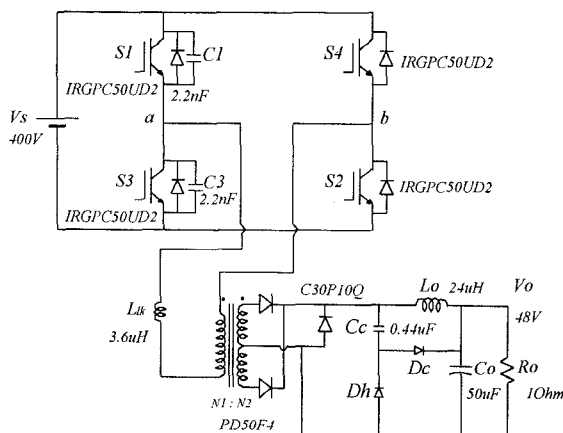 S1
C1
S4
IRGPC50UD2
2.2nF
IRGPC50UD2
Vs
400V
a
b
S3
C3
S2
IRGPC50UD2
2.2nF
IRGPC50UD2
Llk
3.6uH
C30P10Q
Lo
24uH
Vo
48V
Cc
0.44uF
Dc
Dh
Co
50uF
Ro
1Ohm
N1 : N2
PD50F4